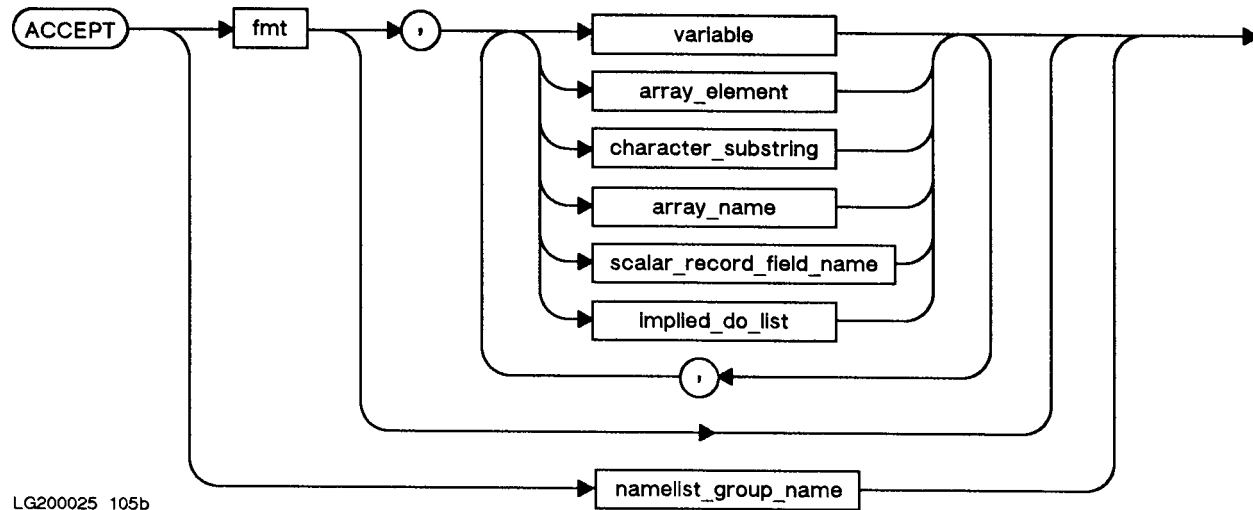 ACCEPT fmt , variable
array_element
character_substring
array_name
scalar_record_field_name
implied_do_list
,
namelist_group_name
LG200025 105b